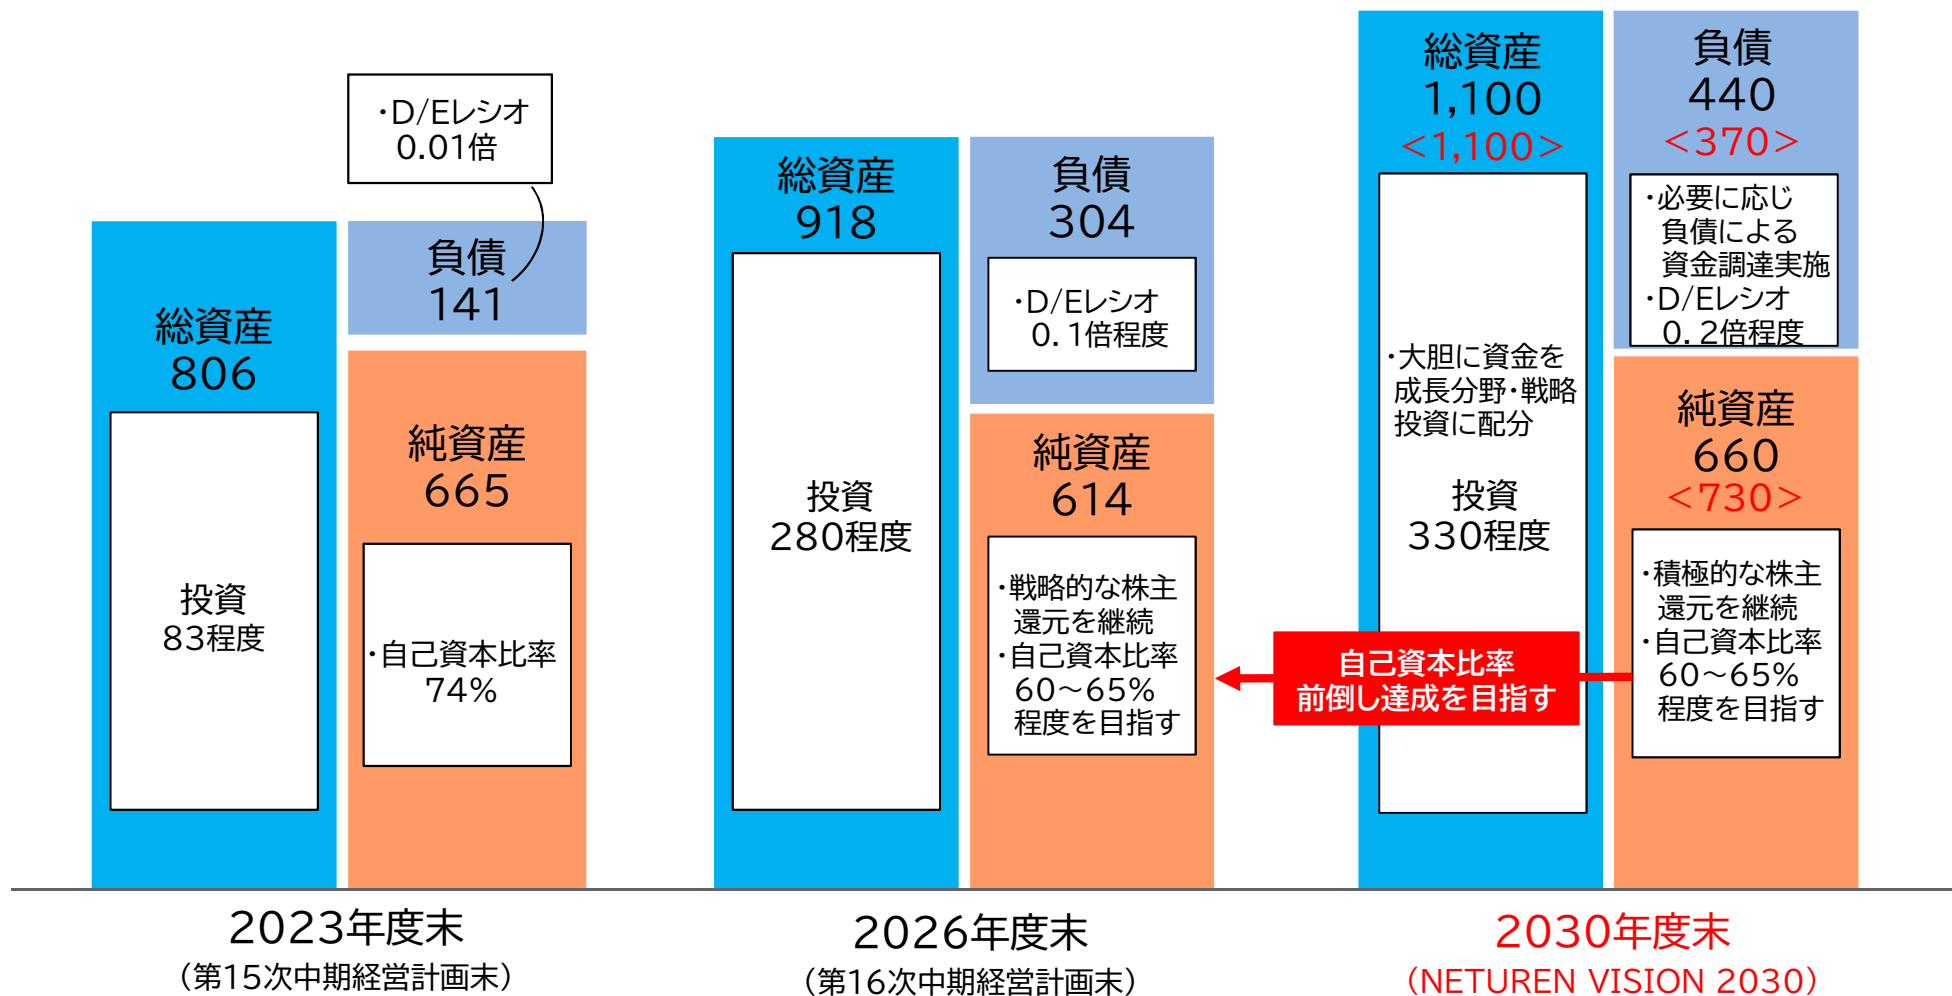 総資産
806
投資
83程度
・D/Eレシオ
0.01倍
負債
141
純資産
665
・自己資本比率
74%
2023年度末
（第15次中期経営計画末）
総資産
918
投資
280程度
負債
304
・D/Eレシオ
0.1倍程度
純資産
614
・戦略的な株主
還元を継続
・自己資本比率
60～65%
程度を目指す
2026年度末
（第16次中期経営計画末）
自己資本比率
前倒し達成を目指す
総資産
1,100
<1,100>
・大胆に資金を
成長分野・戦略
投資に配分
投資
330程度
負債
440
<370>
・必要に応じ
負債による
資金調達実施
・D/Eレシオ
0.2倍程度
純資産
660
<730>
・積極的な株主
還元を継続
・自己資本比率
60～65%
程度を目指す
2030年度末
（NETUREN VISION 2030）